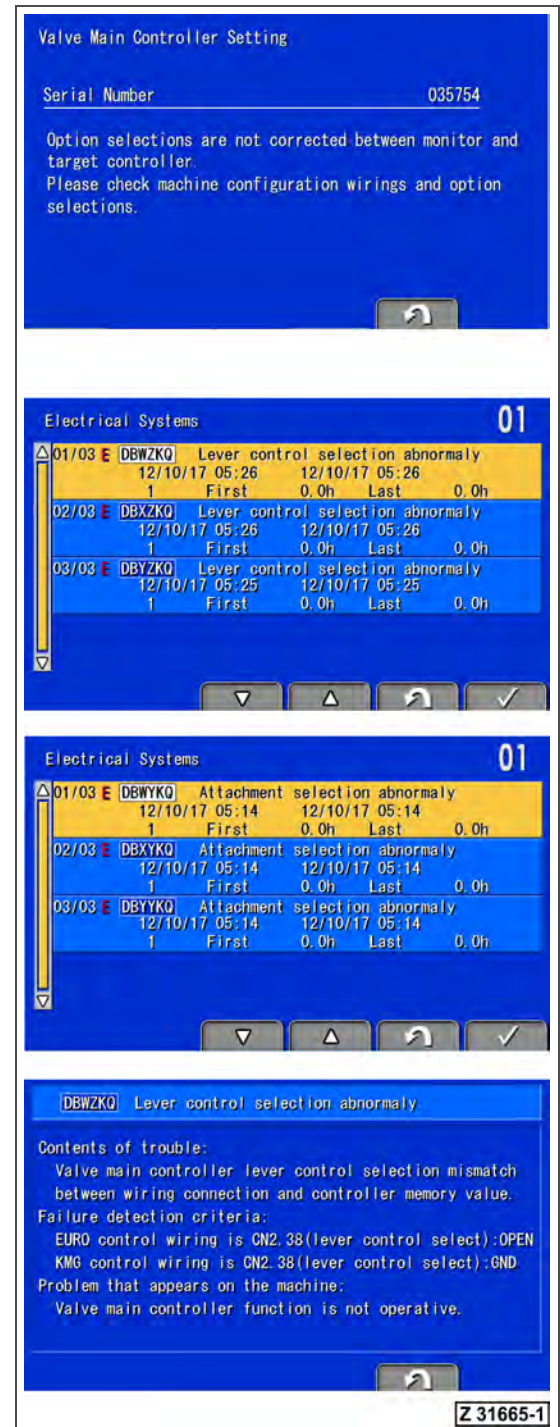 Valve Main Controller Setting
Serial Number 035754
Option selections are not corrected between monitor and
target controller.
Please check machine configuration wirings and option
selections.
Electrical Systems 01
01/03 E DBWZKQ Lever control selection abnormaly
12/10/17 05:26 12/10/17 05:26
1 First 0.0h Last 0.0h
02/03 E DBXZKQ Lever control selection abnormaly
12/10/17 05:26 12/10/17 05:26
1 First 0.0h Last 0.0h
03/03 E DBYZKQ Lever control selection abnormaly
12/10/17 05:25 12/10/17 05:25
1 First 0.0h Last 0.0h
Electrical Systems 01
01/03 E DBWYKQ Attachment selection abnormaly
12/10/17 05:14 12/10/17 05:14
1 First 0.0h Last 0.0h
02/03 E DBXYKQ Attachment selection abnormaly
12/10/17 05:14 12/10/17 05:14
1 First 0.0h Last 0.0h
03/03 E DBYYKQ Attachment selection abnormaly
12/10/17 05:14 12/10/17 05:14
1 First 0.0h Last 0.0h
DBWZKQ Lever control selection abnormaly
Contents of trouble:
Valve main controller lever control selection mismatch
between wiring connection and controller memory value.
Failure detection criteria:
EURO control wiring is CN2.38(lever control select):OPEN
KMG control wiring is CN2.38(lever control select):GND
Problem that appears on the machine:
Valve main controller function is not operative.
Z 31665-1